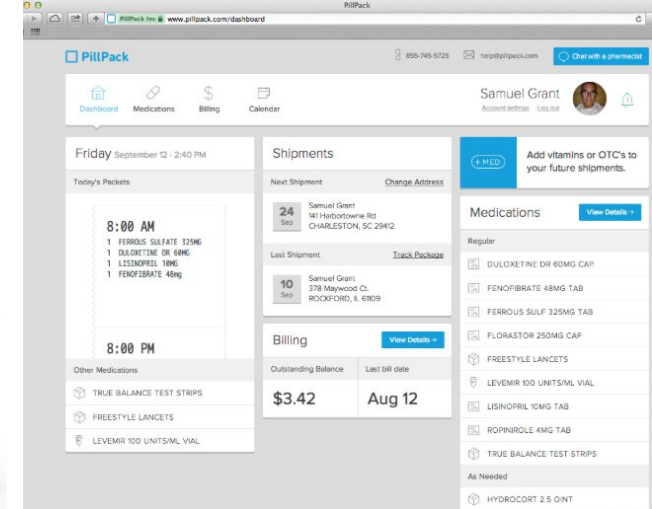 PillPack
PillPack Inc www.pillpack.com/dashboard
PillPack
855-745-5725
help@pillpack.com
Chat with a pharmacist
Dashboard
Medications
Billing
Calendar
Samuel Grant
Account settings Log out
Friday September 12 - 2:40 PM
Today's Packets
8:00 AM
1 FERROUS SULFATE 325MG
1 DULOXETINE DR 60MG
1 LISINOPRIL 10MG
1 FENOFIBRATE 48mg
8:00 PM
Other Medications
TRUE BALANCE TEST STRIPS
FREESTYLE LANCETS
LEVEMIR 100 UNITS/ML VIAL
Shipments
Next Shipment Change Address
24 Sep
Samuel Grant
141 Harbortowne Rd
CHARLESTON, SC 29412
Last Shipment Track Package
10 Sep
Samuel Grant
378 Maywood Ct.
ROCKFORD, IL 61109
Billing View Details →
Outstanding Balance Last bill date
$3.42 Aug 12
+ MED
Add vitamins or OTC's to
your future shipments.
Medications View Details →
Regular
DULOXETINE DR 60MG CAP
FENOFIBRATE 48MG TAB
FERROUS SULF 325MG TAB
FLORASTOR 250MG CAP
FREESTYLE LANCETS
LEVEMIR 100 UNITS/ML VIAL
LISINOPRIL 10MG TAB
ROPINIROLE 4MG TAB
TRUE BALANCE TEST STRIPS
As Needed
HYDROCORT 2.5 OINT